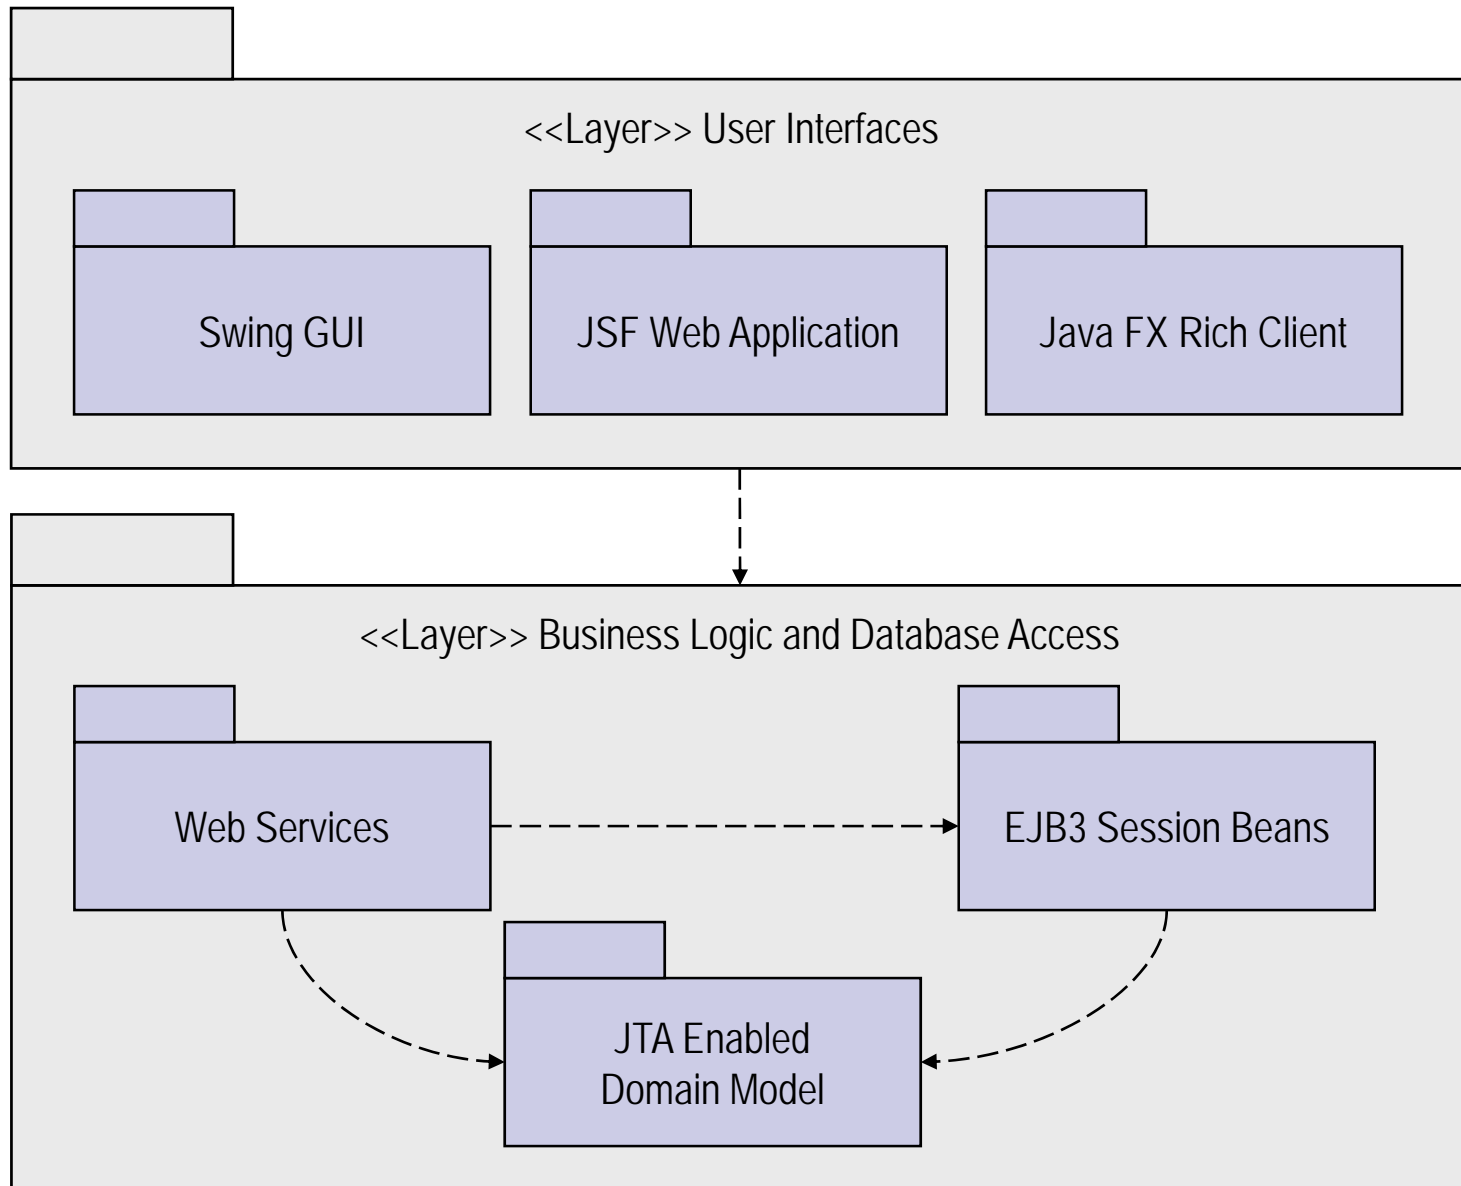 <<Layer>> User Interfaces
Swing GUI
JSF Web Application
Java FX Rich Client
<<Layer>> Business Logic and Database Access
Web Services
EJB3 Session Beans
JTA Enabled
Domain Model